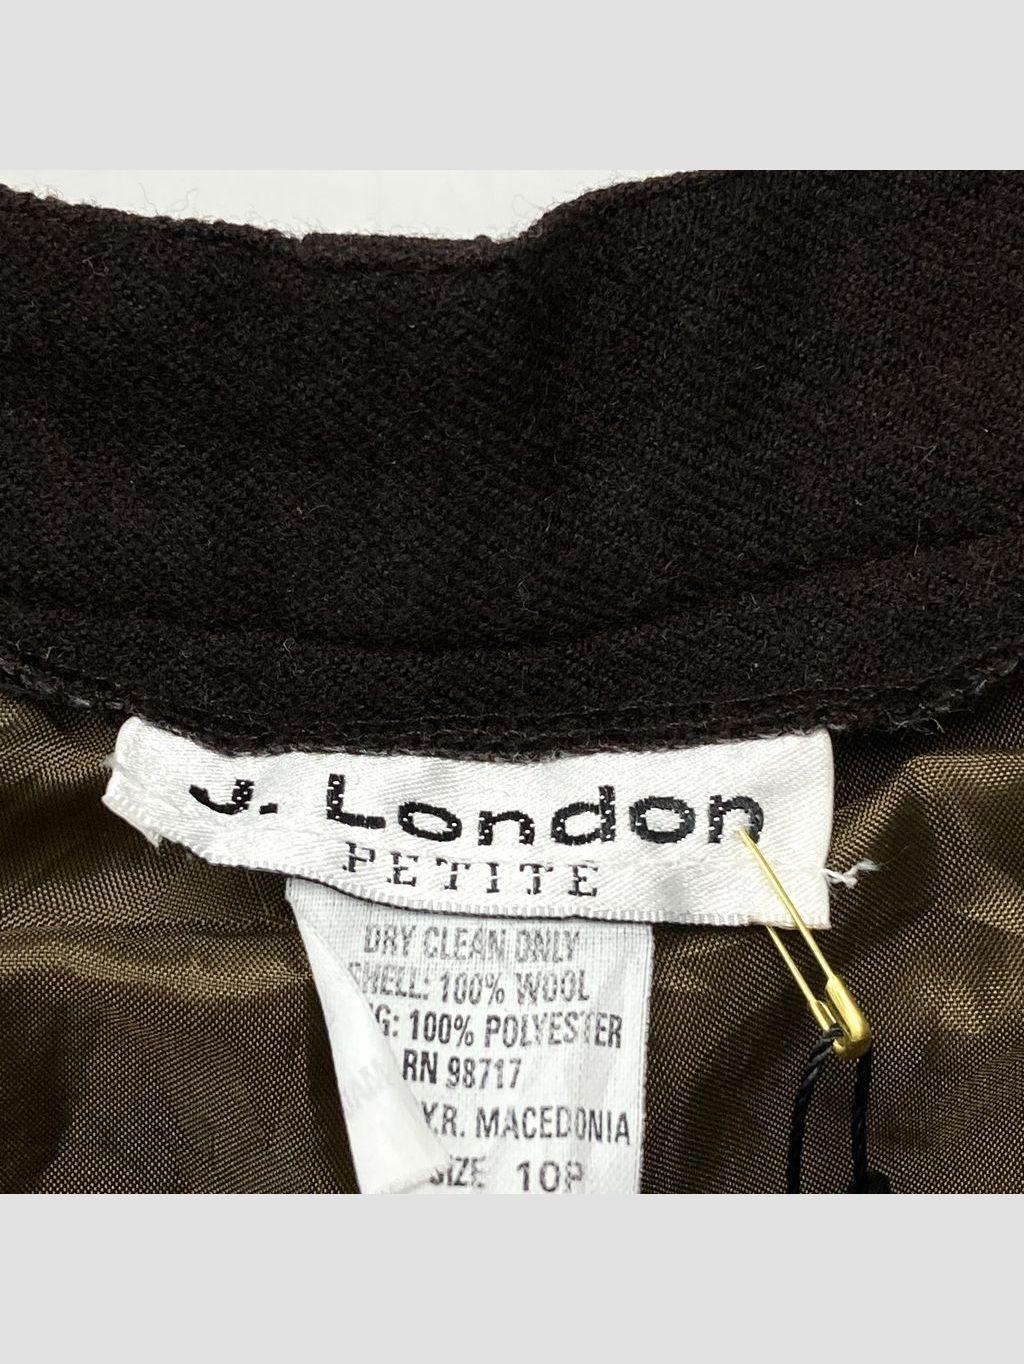 J. London
PETITE
DRY CLEAN ONLY
SHELL: 100% WOOL
G: 100% POLYESTER
RN 98717
Y.R. MACEDONIA
SIZE 10P